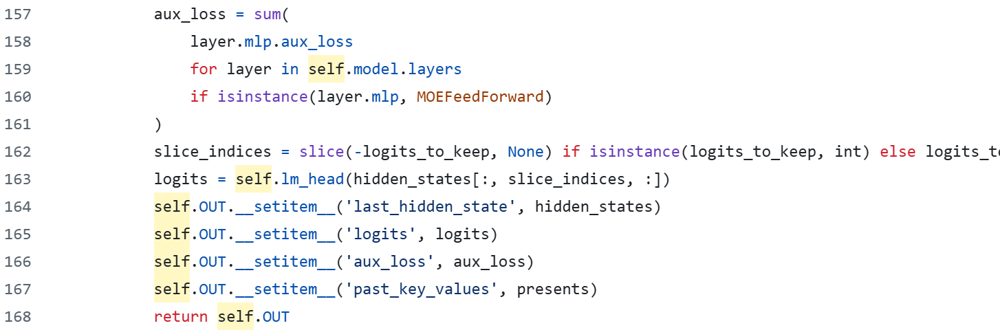 157 aux_loss = sum(
158 layer.mlp.aux_loss
159 for layer in self.model.layers
160 if isinstance(layer.mlp, MOEFeedForward)
161 )
162 slice_indices = slice(-logits_to_keep, None) if isinstance(logits_to_keep, int) else logits_to
163 logits = self.lm_head(hidden_states[:, slice_indices, :])
164 self.OUT.__setitem__('last_hidden_state', hidden_states)
165 self.OUT.__setitem__('logits', logits)
166 self.OUT.__setitem__('aux_loss', aux_loss)
167 self.OUT.__setitem__('past_key_values', presents)
168 return self.OUT